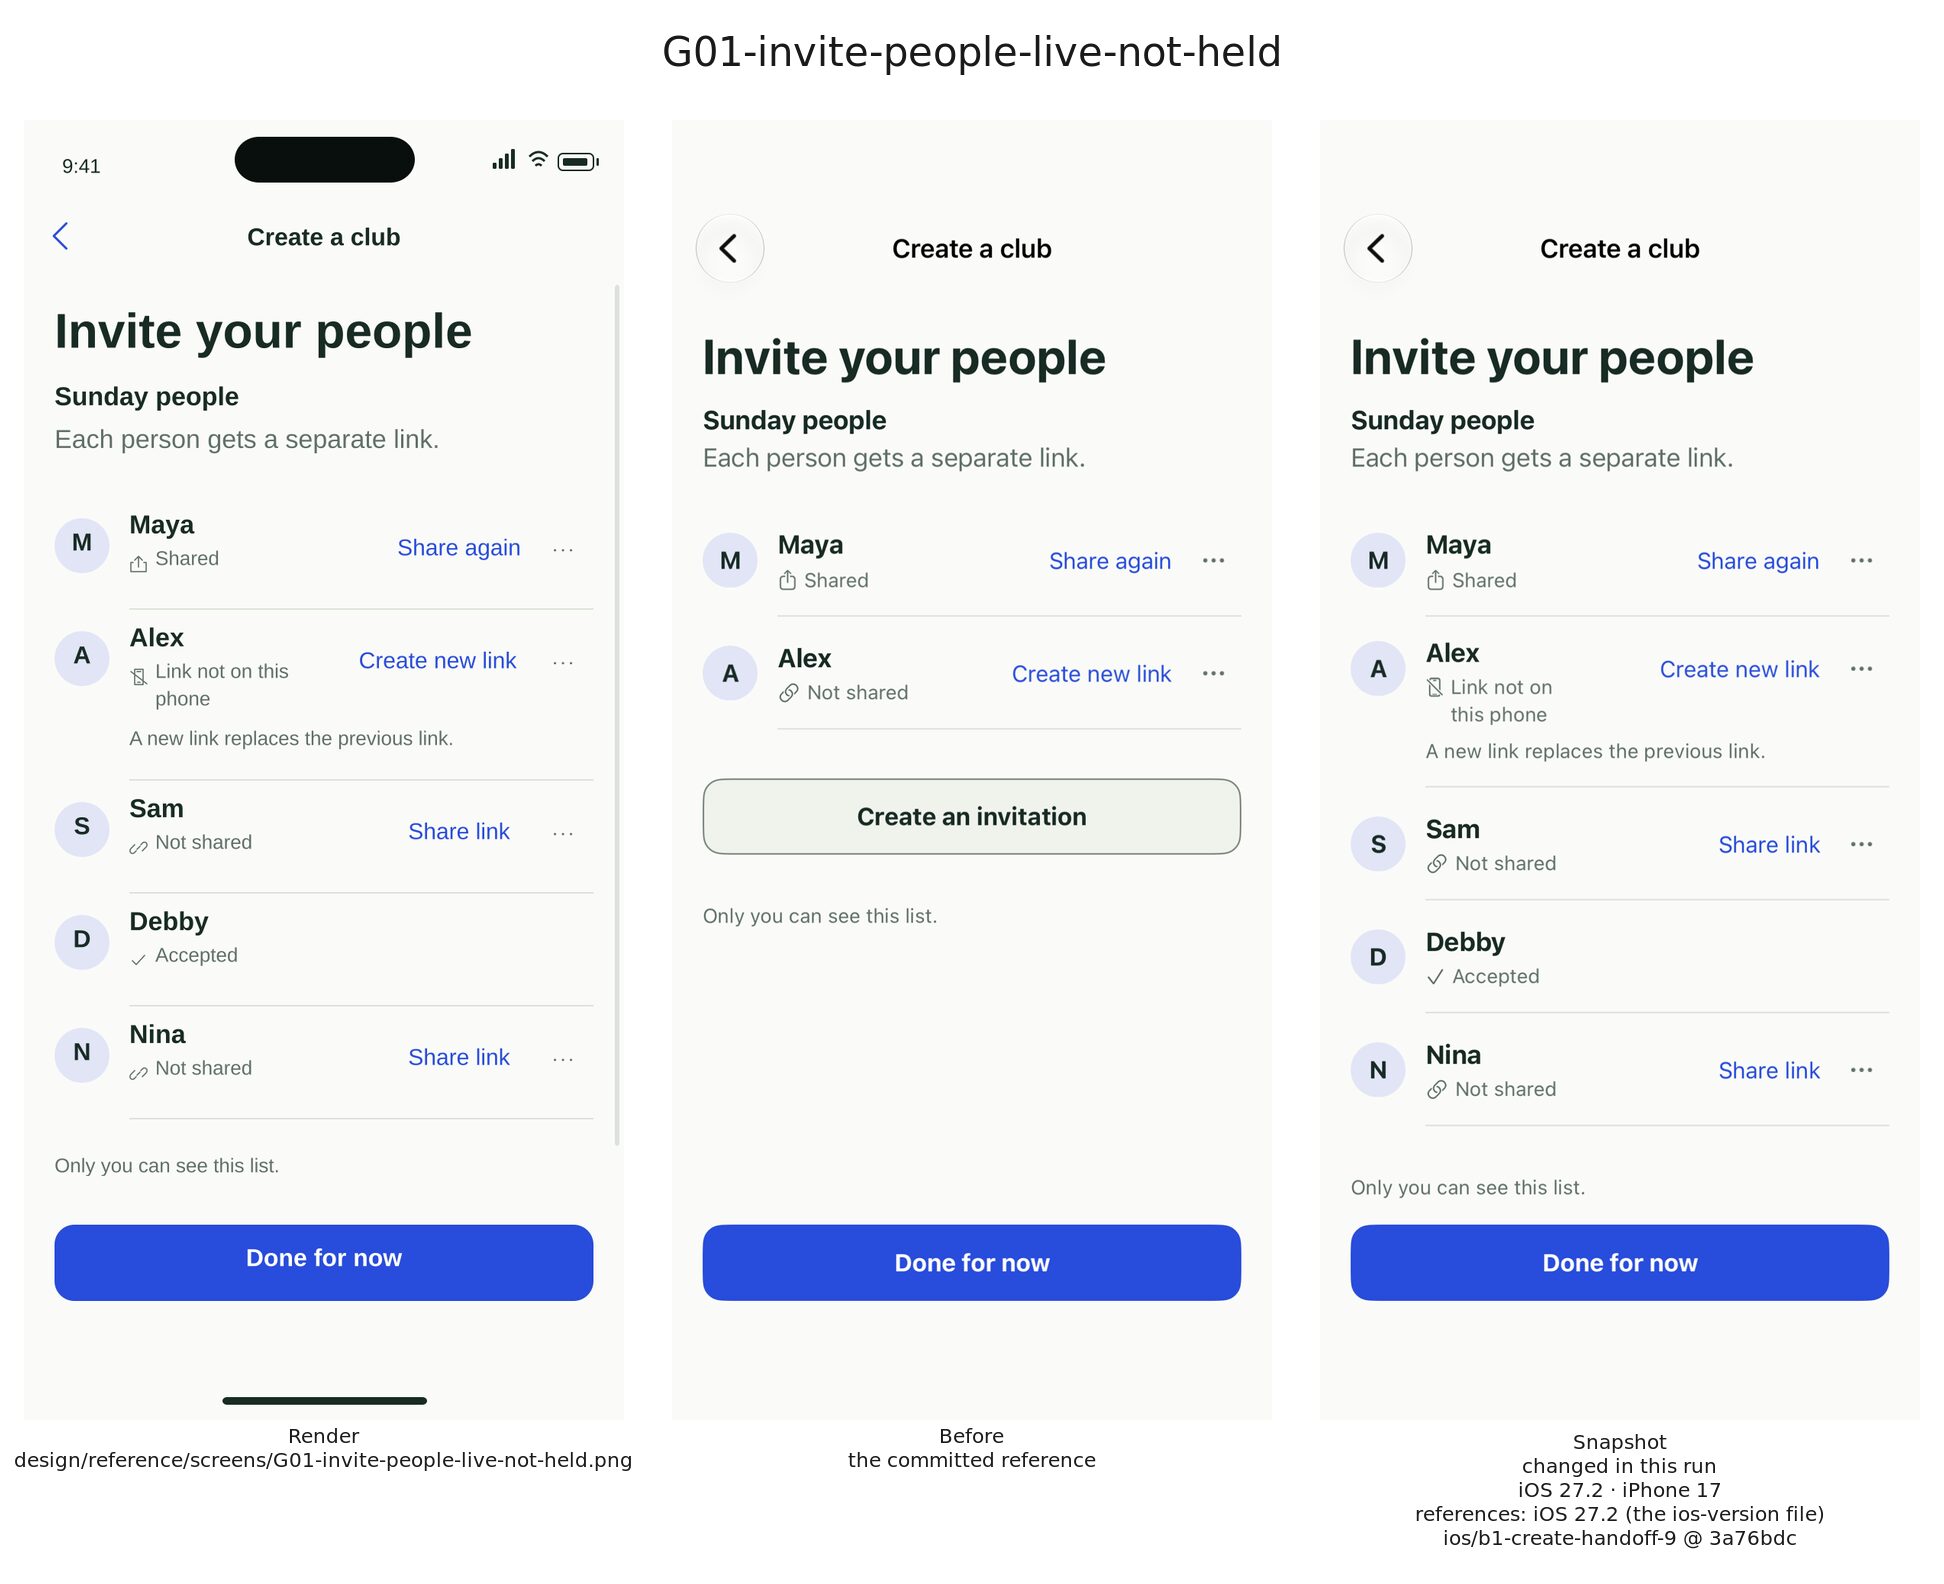 G01-invite-people-live-not-held
9:41
Create a club
Invite your people
Sunday people
Each person gets a separate link.
M
Maya
Shared
Share again
...
A
Alex
Link not on this
phone
Create new link
...
A new link replaces the previous link.
S
Sam
Not shared
Share link
...
D
Debby
Accepted
N
Nina
Not shared
Share link
...
Only you can see this list.
Done for now
Render
design/reference/screens/G01-invite-people-live-not-held.png
Create a club
Invite your people
Sunday people
Each person gets a separate link.
M
Maya
Shared
Share again
...
A
Alex
Not shared
Create new link
...
Create an invitation
Only you can see this list.
Done for now
Before
the committed reference
Create a club
Invite your people
Sunday people
Each person gets a separate link.
M
Maya
Shared
Share again
...
A
Alex
Link not on
this phone
Create new link
...
A new link replaces the previous link.
S
Sam
Not shared
Share link
...
D
Debby
Accepted
N
Nina
Not shared
Share link
...
Only you can see this list.
Done for now
Snapshot
changed in this run
iOS 27.2 · iPhone 17
references: iOS 27.2 (the ios-version file)
ios/b1-create-handoff-9 @ 3a76bdc